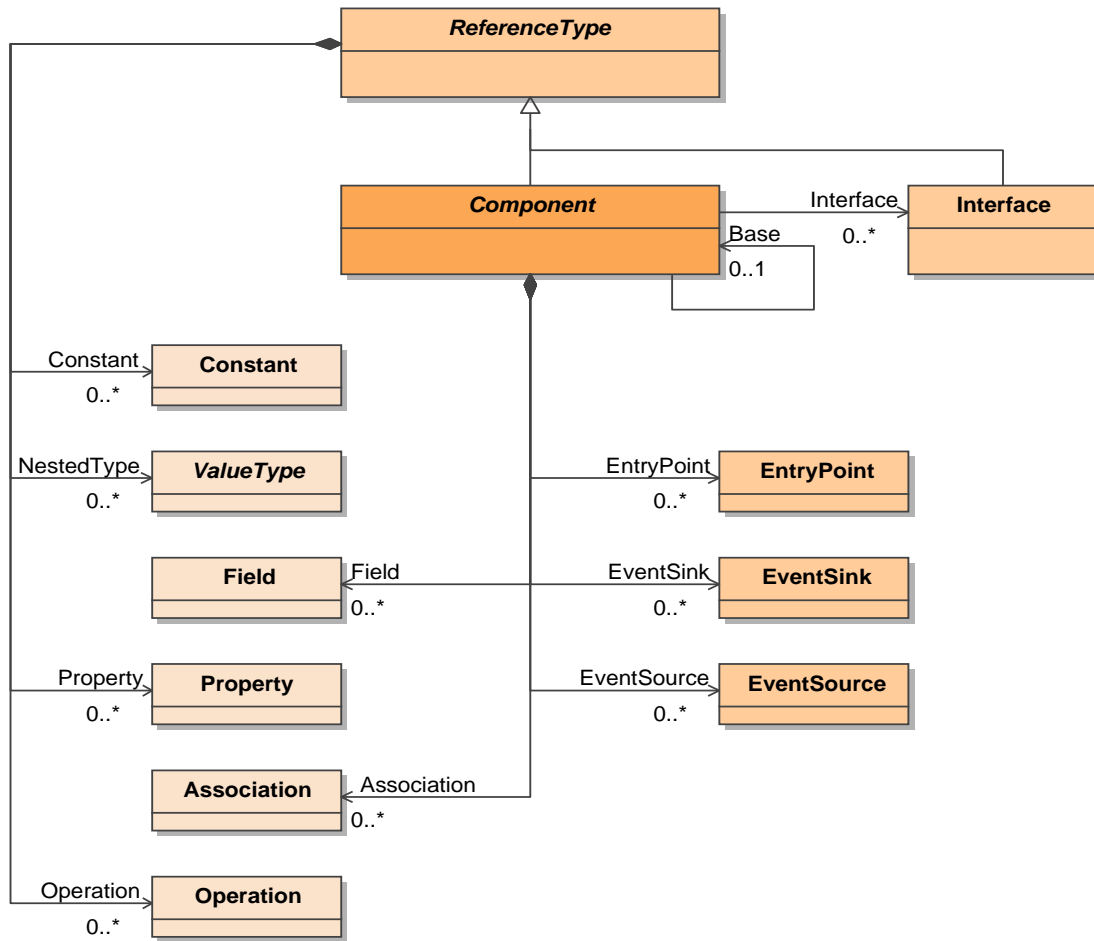 ReferenceType
Component
Interface
0..*
Interface
Base
0..1
Constant
0..*
Constant
NestedType
0..*
ValueType
EntryPoint
0..*
EntryPoint
Field
Field
0..*
EventSink
0..*
EventSink
Property
0..*
Property
EventSource
0..*
EventSource
Association
Association
0..*
Operation
0..*
Operation